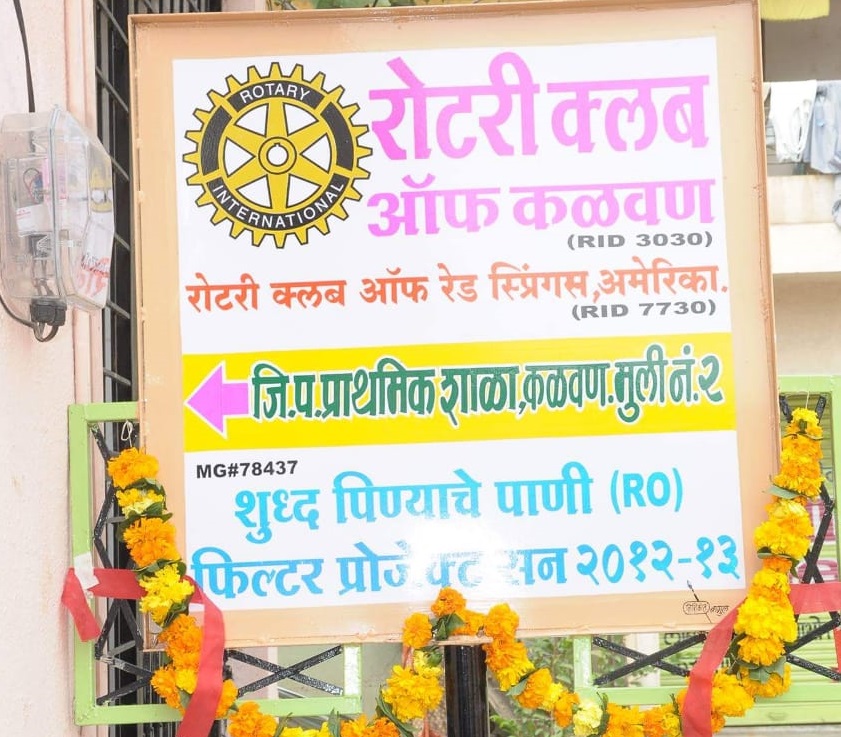 ROTARY
INTERNATIONAL
रोटरी क्लब
ऑफ कळवण
(RID 3030)
रोटरी क्लब ऑफ रेड स्प्रिंगस,अमेरिका.
(RID 7730)
जि.प.प्राथमिक शाळा,कळवण.मुली नं.२
MG#78437
शुध्द पिण्याचे पाणी (RO)
फिल्टर प्रोजेक्ट सन २०१२-१३